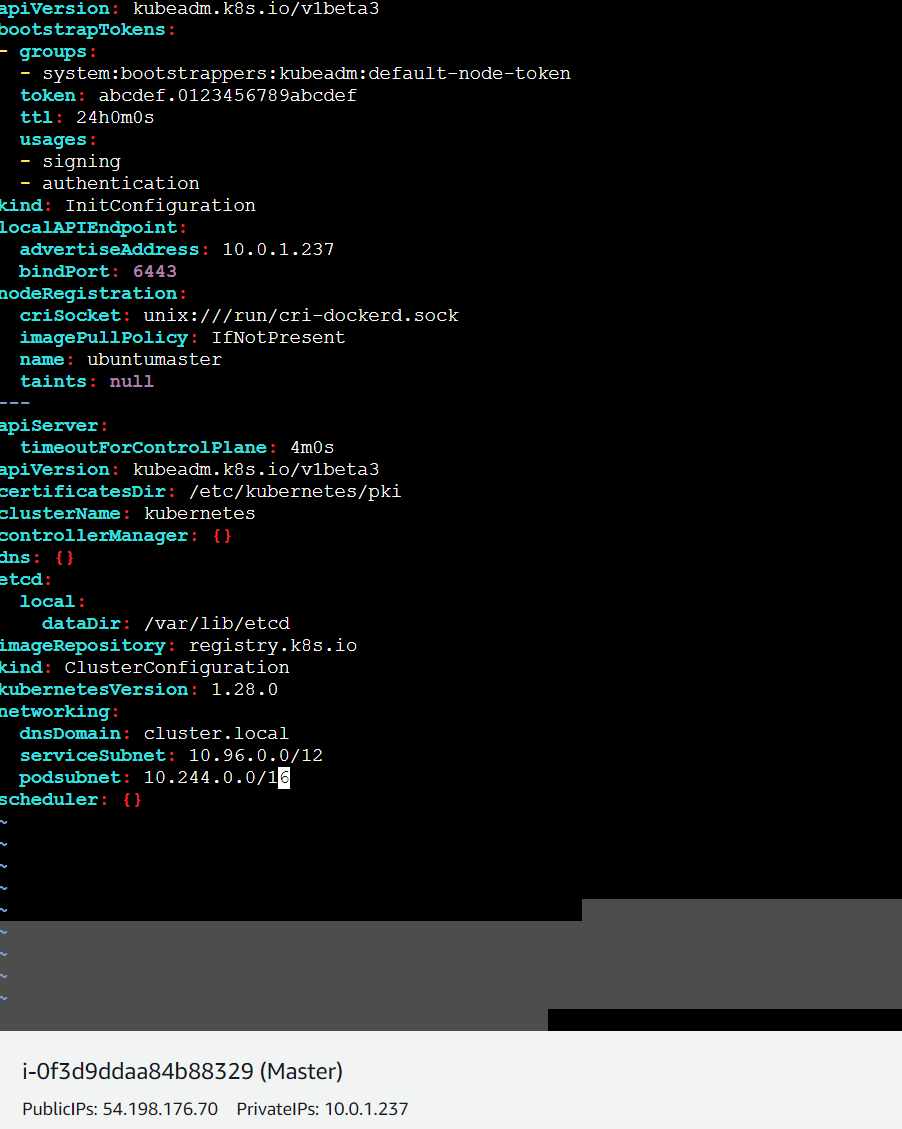 apiVersion: kubeadm.k8s.io/v1beta3
bootstrapTokens:
- groups:
  - system:bootstrappers:kubeadm:default-node-token
  token: abcdef.0123456789abcdef
  ttl: 24h0m0s
  usages:
  - signing
  - authentication
kind: InitConfiguration
localAPIEndpoint:
  advertiseAddress: 10.0.1.237
  bindPort: 6443
nodeRegistration:
  criSocket: unix:///run/cri-dockerd.sock
  imagePullPolicy: IfNotPresent
  name: ubuntumaster
  taints: null
---
apiServer:
  timeoutForControlPlane: 4m0s
apiVersion: kubeadm.k8s.io/v1beta3
certificatesDir: /etc/kubernetes/pki
clusterName: kubernetes
controllerManager: {}
dns: {}
etcd:
  local:
    dataDir: /var/lib/etcd
imageRepository: registry.k8s.io
kind: ClusterConfiguration
kubernetesVersion: 1.28.0
networking:
  dnsDomain: cluster.local
  serviceSubnet: 10.96.0.0/12
  podsubnet: 10.244.0.0/16
scheduler: {}
~
~
~
~
~
~
~
~
~
i-0f3d9ddaa84b88329 (Master)
PublicIPs: 54.198.176.70 PrivateIPs: 10.0.1.237